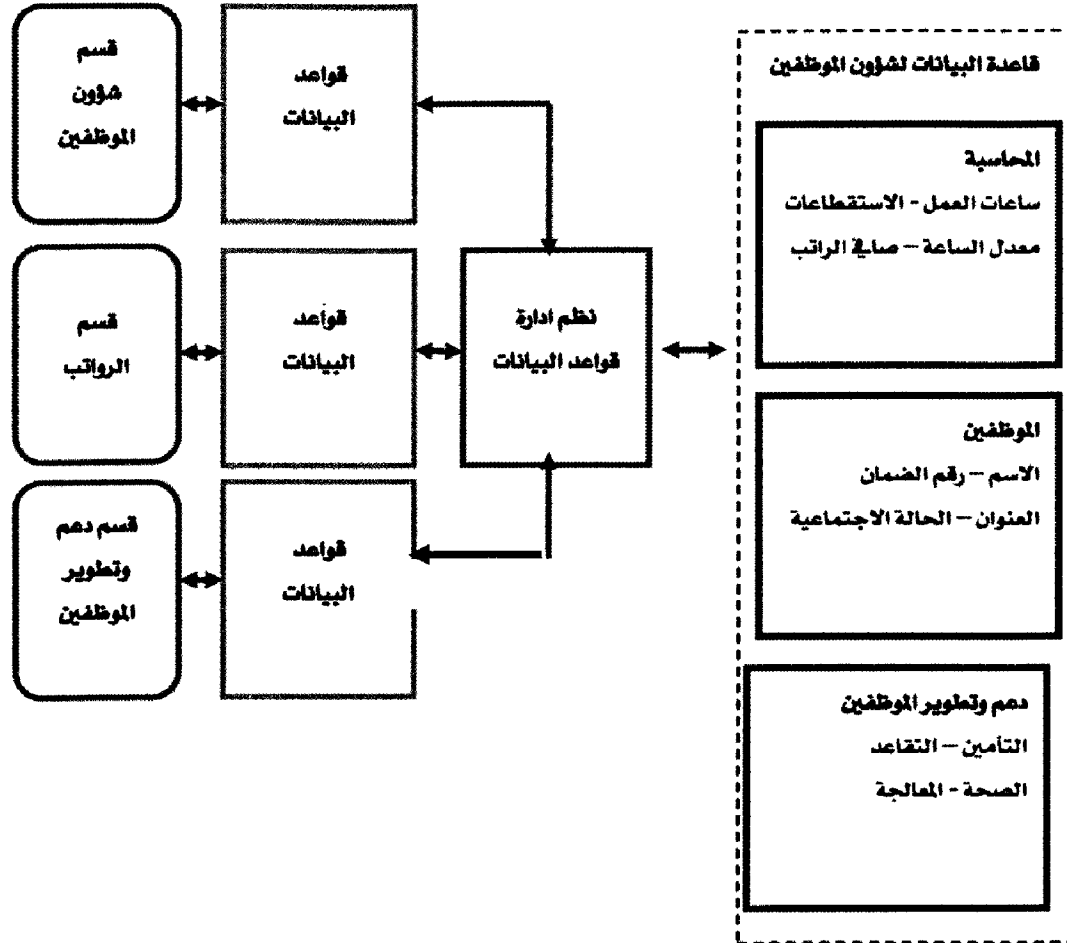 قاعدة البيانات لشؤون الموظفين
المحاسبة
ساعات العمل - الاستقطاعات
معدل الساعة – صافي الراتب
الموظفين
الاسم – رقم الضمان
العنوان – الحالة الاجتماعية
دعم وتطوير الموظفين
التأمين – التقاعد
الصحة - المعالجة
نظم ادارة
قواعد البيانات
قواعد
البيانات
قسم
شؤون
الموظفين
قواعد
البيانات
قسم
الرواتب
قواعد
البيانات
قسم دعم
وتطوير
الموظفين